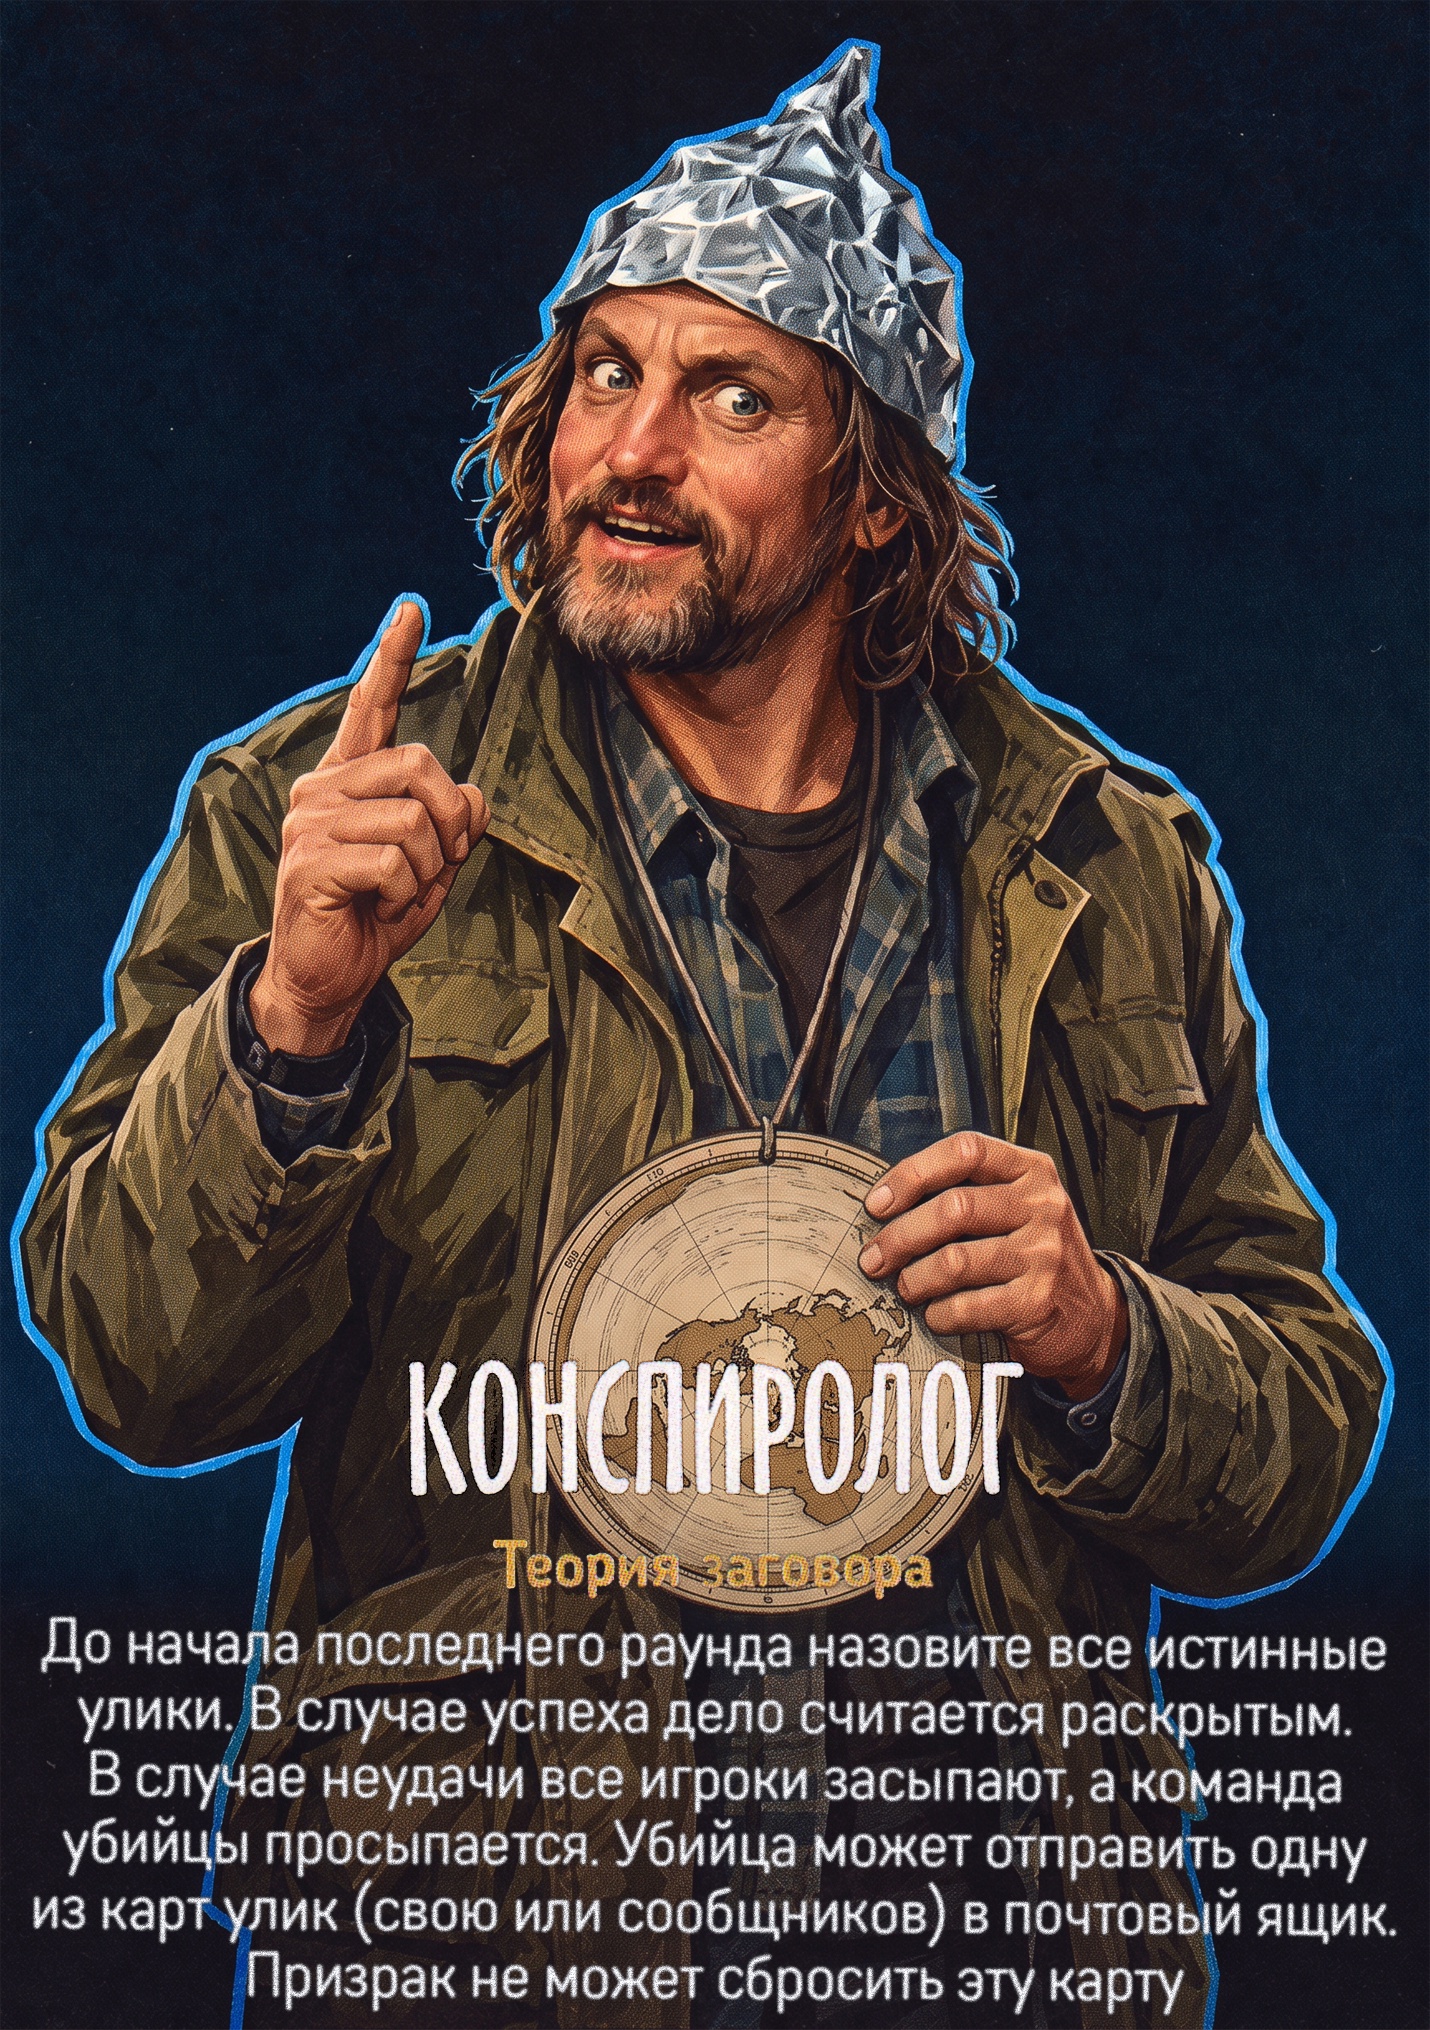 КОНСПИРОЛОГ
Теория заговора
До начала последнего раунда назовите все истинные
улики. В случае успеха дело считается раскрытым.
В случае неудачи все игроки засыпают, а команда
убийцы просыпается. Убийца может отправить одну
из карт улик (свою или сообщников) в почтовый ящик.
Призрак не может сбросить эту карту